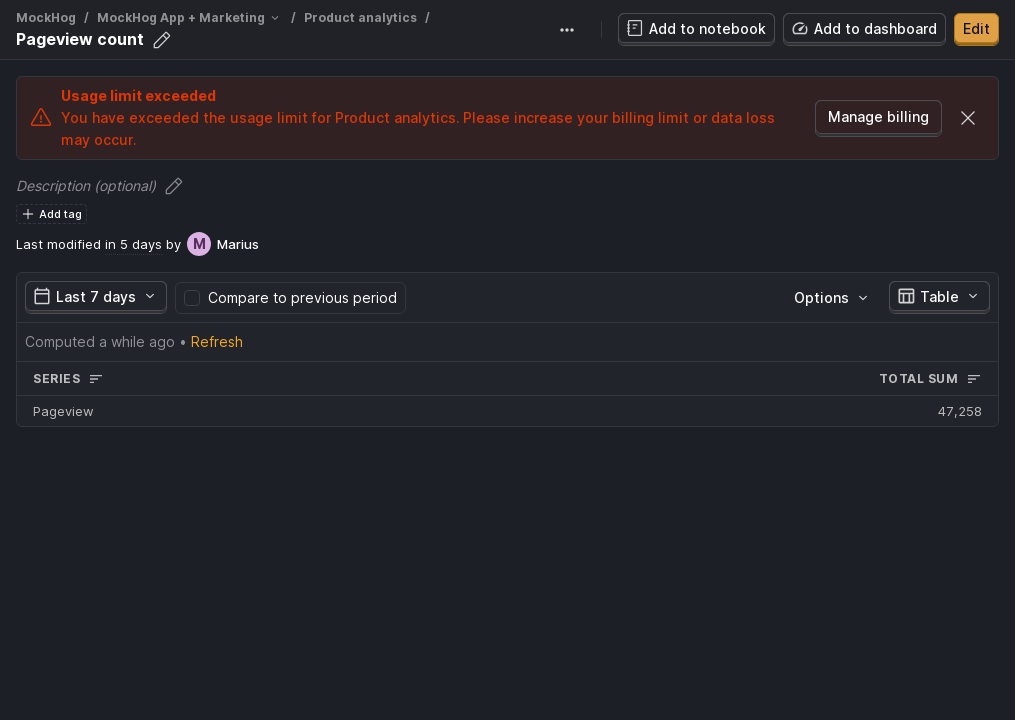 MockHog / MockHog App + Marketing / Product analytics /
Pageview count
Add to notebook
Add to dashboard
Edit
Usage limit exceeded
You have exceeded the usage limit for Product analytics. Please increase your billing limit or data loss
may occur.
Manage billing
Description (optional)
Add tag
Last modified in 5 days by M Marius
Last 7 days
Compare to previous period
Options
Table
Computed a while ago • Refresh
SERIES TOTAL SUM
Pageview 47,258